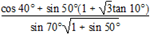 cos 40° + sin 50°(1 + √3tan 10°)
sin 70°√1 + sin 50°